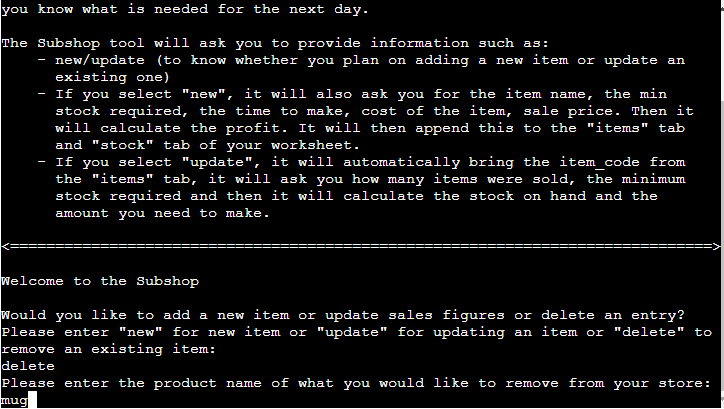 you know what is needed for the next day.
The Subshop tool will ask you to provide information such as:
- new/update (to know whether you plan on adding a new item or update an
existing one)
- If you select "new", it will also ask you for the item name, the min
stock required, the time to make, cost of the item, sale price. Then it
will calculate the profit. It will then append this to the "items" tab
and "stock" tab of your worksheet.
- If you select "update", it will automatically bring the item_code from
the "items" tab, it will ask you how many items were sold, the minimum
stock required and then it will calculate the stock on hand and the
amount you need to make.
<==============================================================================>
Welcome to the Subshop
Would you like to add a new item or update sales figures or delete an entry?
Please enter "new" for new item or "update" for updating an item or "delete" to
remove an existing item:
delete
Please enter the product name of what you would like to remove from your store:
mug